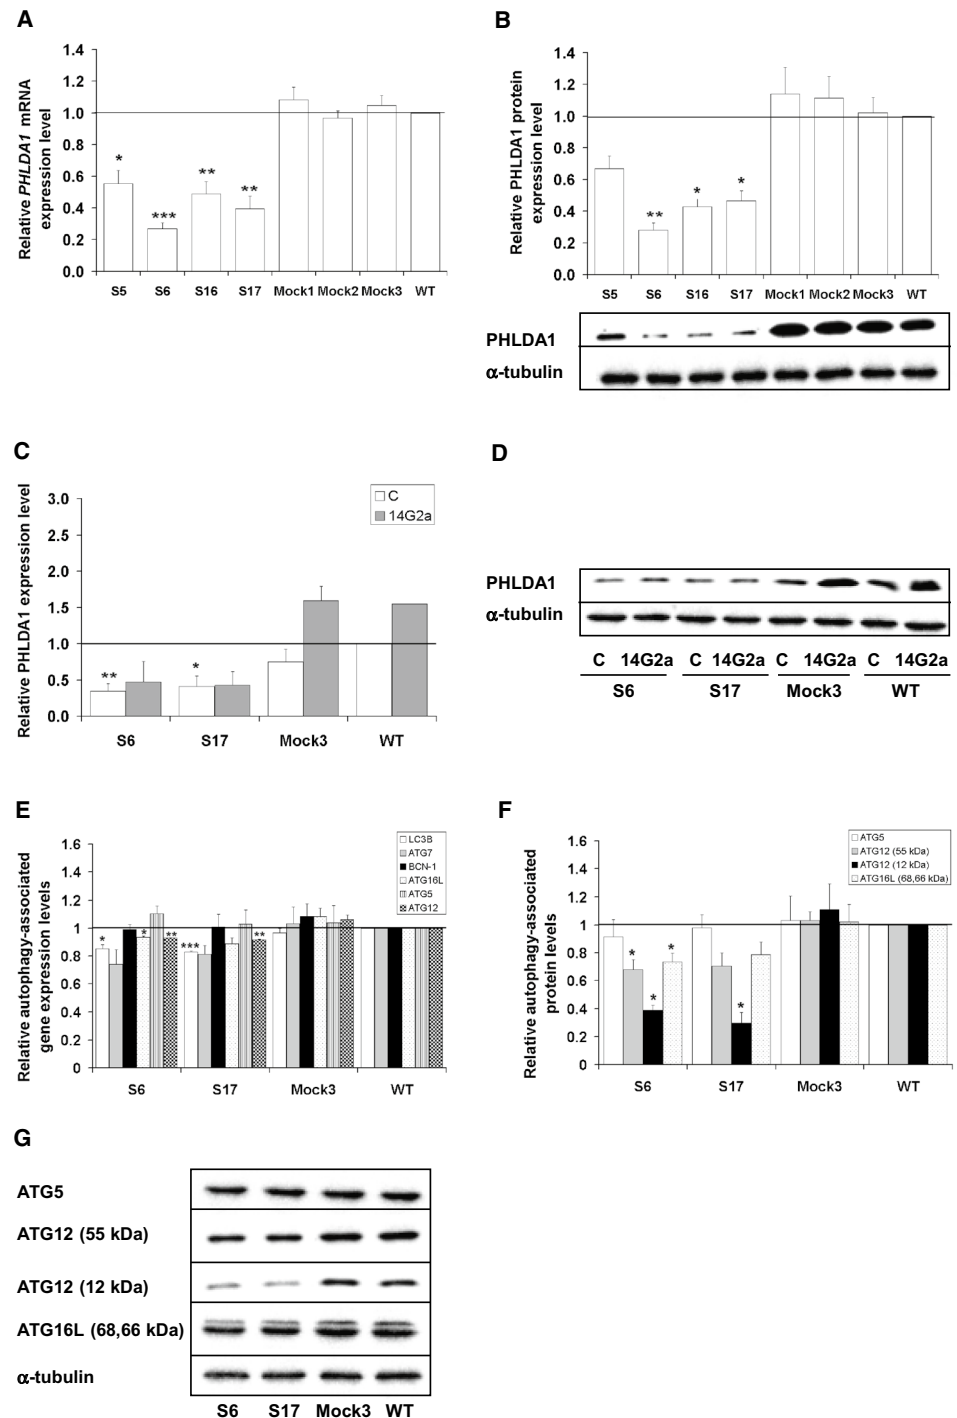 A
Relative PHLDA1 mRNA
expression level
1.4
1.2
1.0
0.8
0.6
0.4
0.2
0.0
*
***
**
**
S5 S6 S16 S17 Mock1 Mock2 Mock3 WT
B
Relative PHLDA1 protein
expression level
1.4
1.2
1.0
0.8
0.6
0.4
0.2
0.0
**
*
*
S5 S6 S16 S17 Mock1 Mock2 Mock3 WT
PHLDA1
α-tubulin
C
Relative PHLDA1 expression level
3.0
2.5
2.0
1.5
1.0
0.5
0.0
C
14G2a
**
*
S6 S17 Mock3 WT
D
PHLDA1
α-tubulin
C 14G2a C 14G2a C 14G2a C 14G2a
S6 S17 Mock3 WT
E
Relative autophagy-associated
gene expression levels
1.6
1.4
1.2
1
0.8
0.6
0.4
0.2
0
LC3B
ATG7
BCN-1
ATG16L
ATG5
ATG12
* * ** *** **
S6 S17 Mock3 WT
F
Relative autophagy-associated
protein levels
1.6
1.4
1.2
1
0.8
0.6
0.4
0.2
0
ATG5
ATG12 (55 kDa)
ATG12 (12 kDa)
ATG16L (68,66 kDa)
* * * *
S6 S17 Mock3 WT
G
ATG5
ATG12 (55 kDa)
ATG12 (12 kDa)
ATG16L (68,66 kDa)
α-tubulin
S6 S17 Mock3 WT